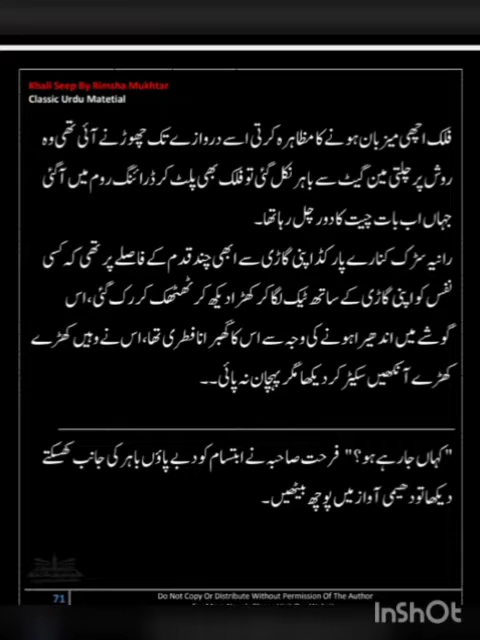 Khali Seep By Rimsha Mukhtar
Classic Urdu Matetial
فلک اچھی میزبان ہونے کا مظاہرہ کرتی اسے دروازے تک چھوڑنے آئی تھی وہ
روش پر چلتی مین گیٹ سے باہر نکل گئی تو فلک بھی پلٹ کر ڈرائنگ روم میں آگئی
جہاں اب بات چیت کا دور چل رہا تھا۔
رانیہ سڑک کنارے پارکڈ اپنی گاڑی سے ابھی چند قدم کے فاصلے پر تھی کہ کسی
نفس کو اپنی گاڑی کے ساتھ ٹیک لگا کر کھڑا دیکھ کر ٹھٹھک کر رک گئی، اس
گوشے میں اندھیرا ہونے کی وجہ سے اس کا گھبرانا فطری تھا، اس نے وہیں کھڑے
کھڑے آنکھیں سکیڑ کر دیکھا مگر پہچان نہ پائی۔۔
"کہاں جا رہے ہو؟" فرحت صاحبہ نے ابتسام کو دبے پاؤں باہر کی جانب کھسکتے
دیکھا تو دھیمی آواز میں پوچھ بیٹھیں۔
71
Do Not Copy Or Distribute Without Permission Of The Author
InShOt